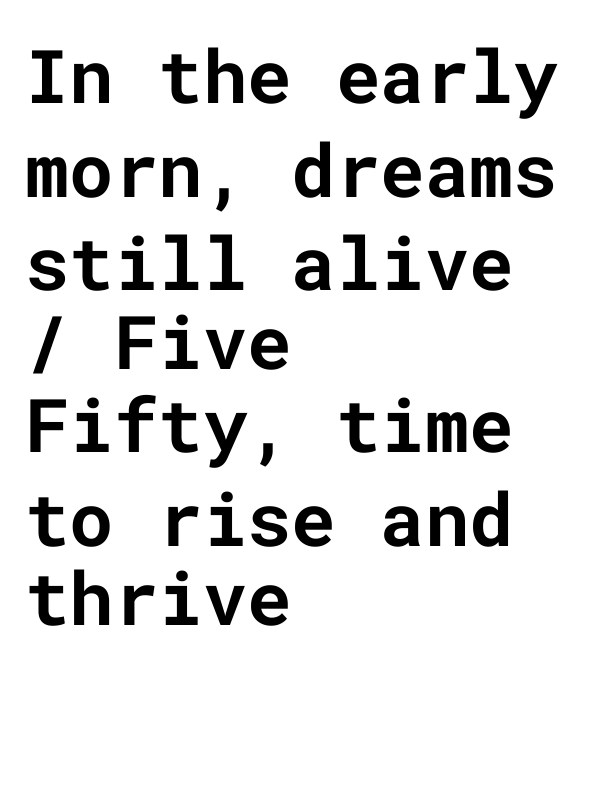 In the early
morn, dreams
still alive
/ Five
Fifty, time
to rise and
thrive